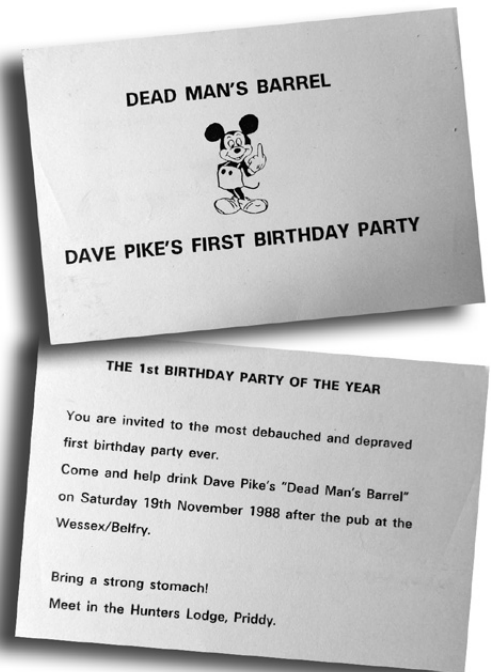 DEAD MAN'S BARREL
DAVE PIKE'S FIRST BIRTHDAY PARTY
THE 1st BIRTHDAY PARTY OF THE YEAR
You are invited to the most debauched and depraved
first birthday party ever.
Come and help drink Dave Pike's "Dead Man's Barrel"
on Saturday 19th November 1988 after the pub at the
Wessex/Belfry.
Bring a strong stomach!
Meet in the Hunters Lodge, Priddy.